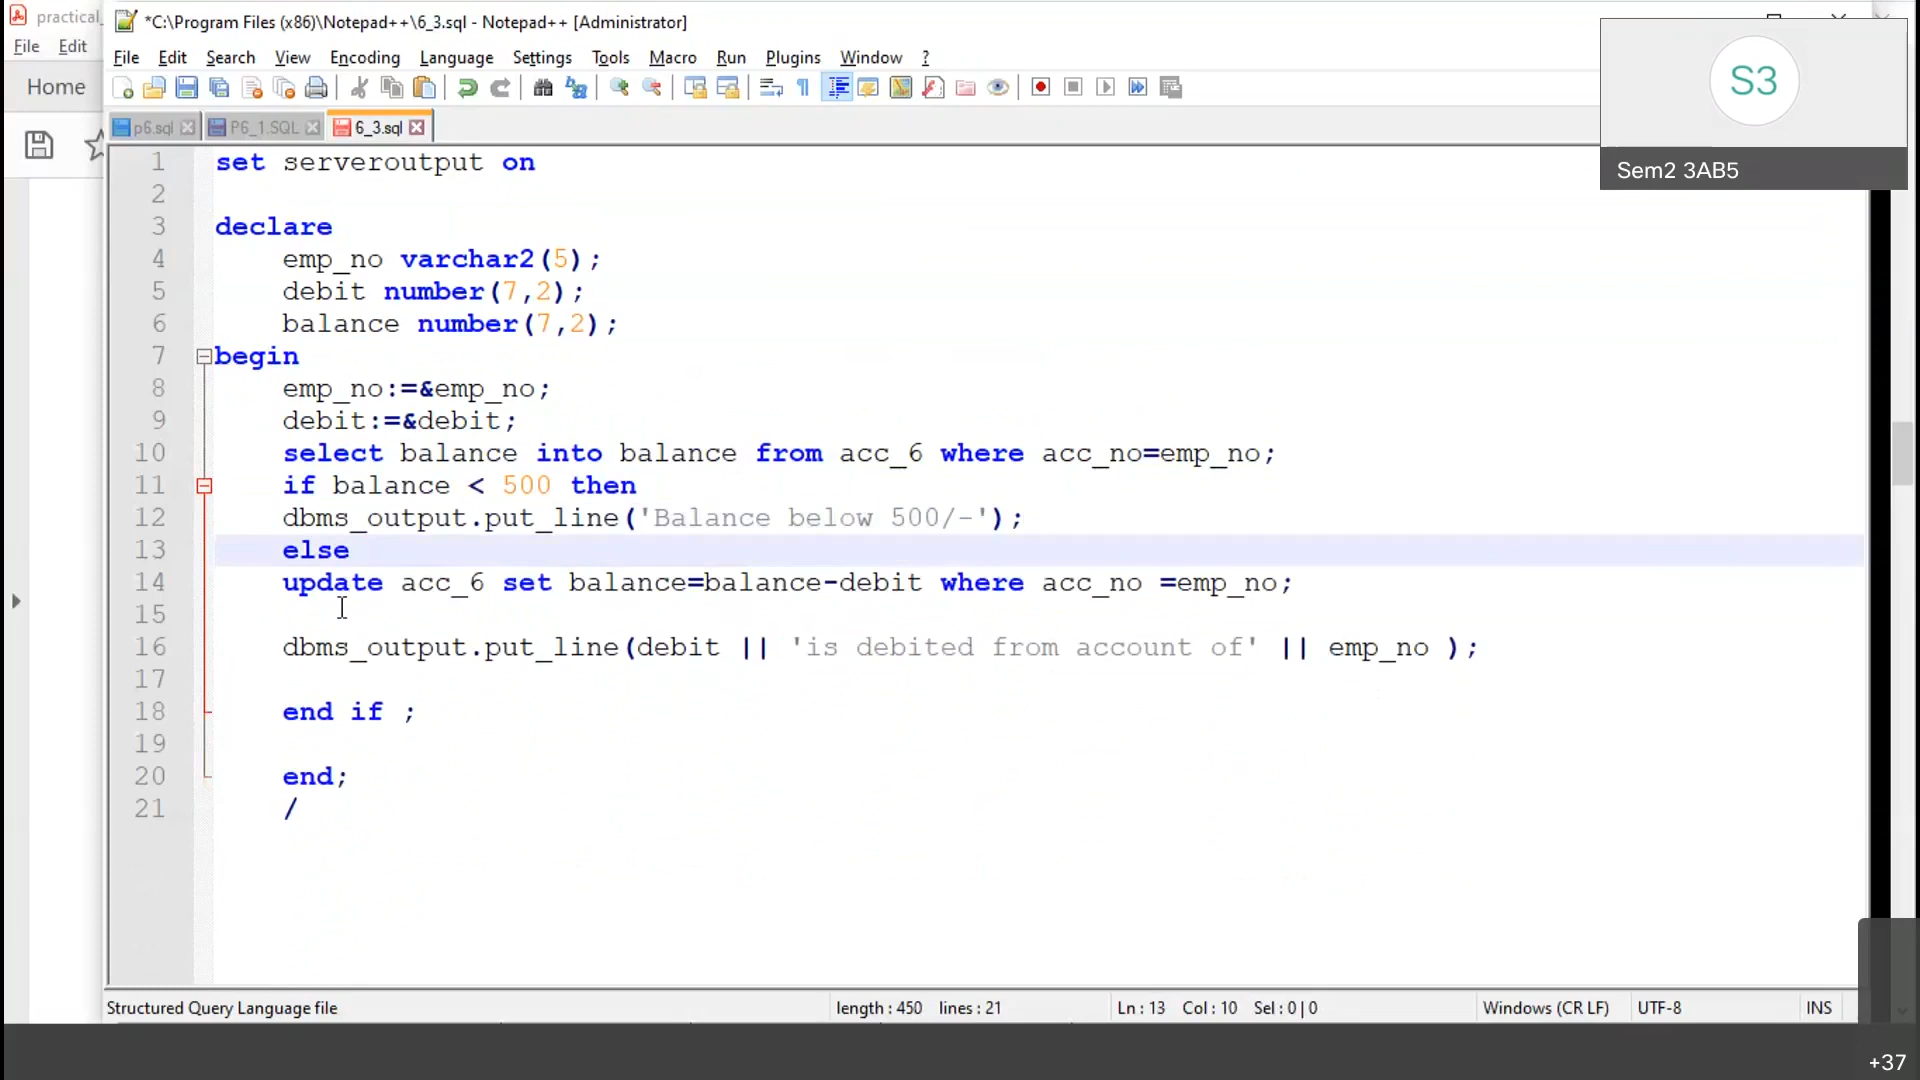 practical_
File Edit
Home
*C:\Program Files (x86)\Notepad++\6_3.sql - Notepad++ [Administrator]
File Edit Search View Encoding Language Settings Tools Macro Run Plugins Window ?
p6.sql P6_1.SQL 6_3.sql
S3
Sem2 3AB5
1 set serveroutput on
2
3 declare
4 emp_no varchar2(5);
5 debit number(7,2);
6 balance number(7,2);
7 begin
8 emp_no:=&emp_no;
9 debit:=&debit;
10 select balance into balance from acc_6 where acc_no=emp_no;
11 if balance < 500 then
12 dbms_output.put_line('Balance below 500/-');
13 else
14 update acc_6 set balance=balance-debit where acc_no =emp_no;
15
16 dbms_output.put_line(debit || 'is debited from account of' || emp_no );
17
18 end if ;
19
20 end;
21 /
Structured Query Language file length : 450 lines : 21 Ln : 13 Col : 10 Sel : 0 | 0 Windows (CR LF) UTF-8 INS
+37